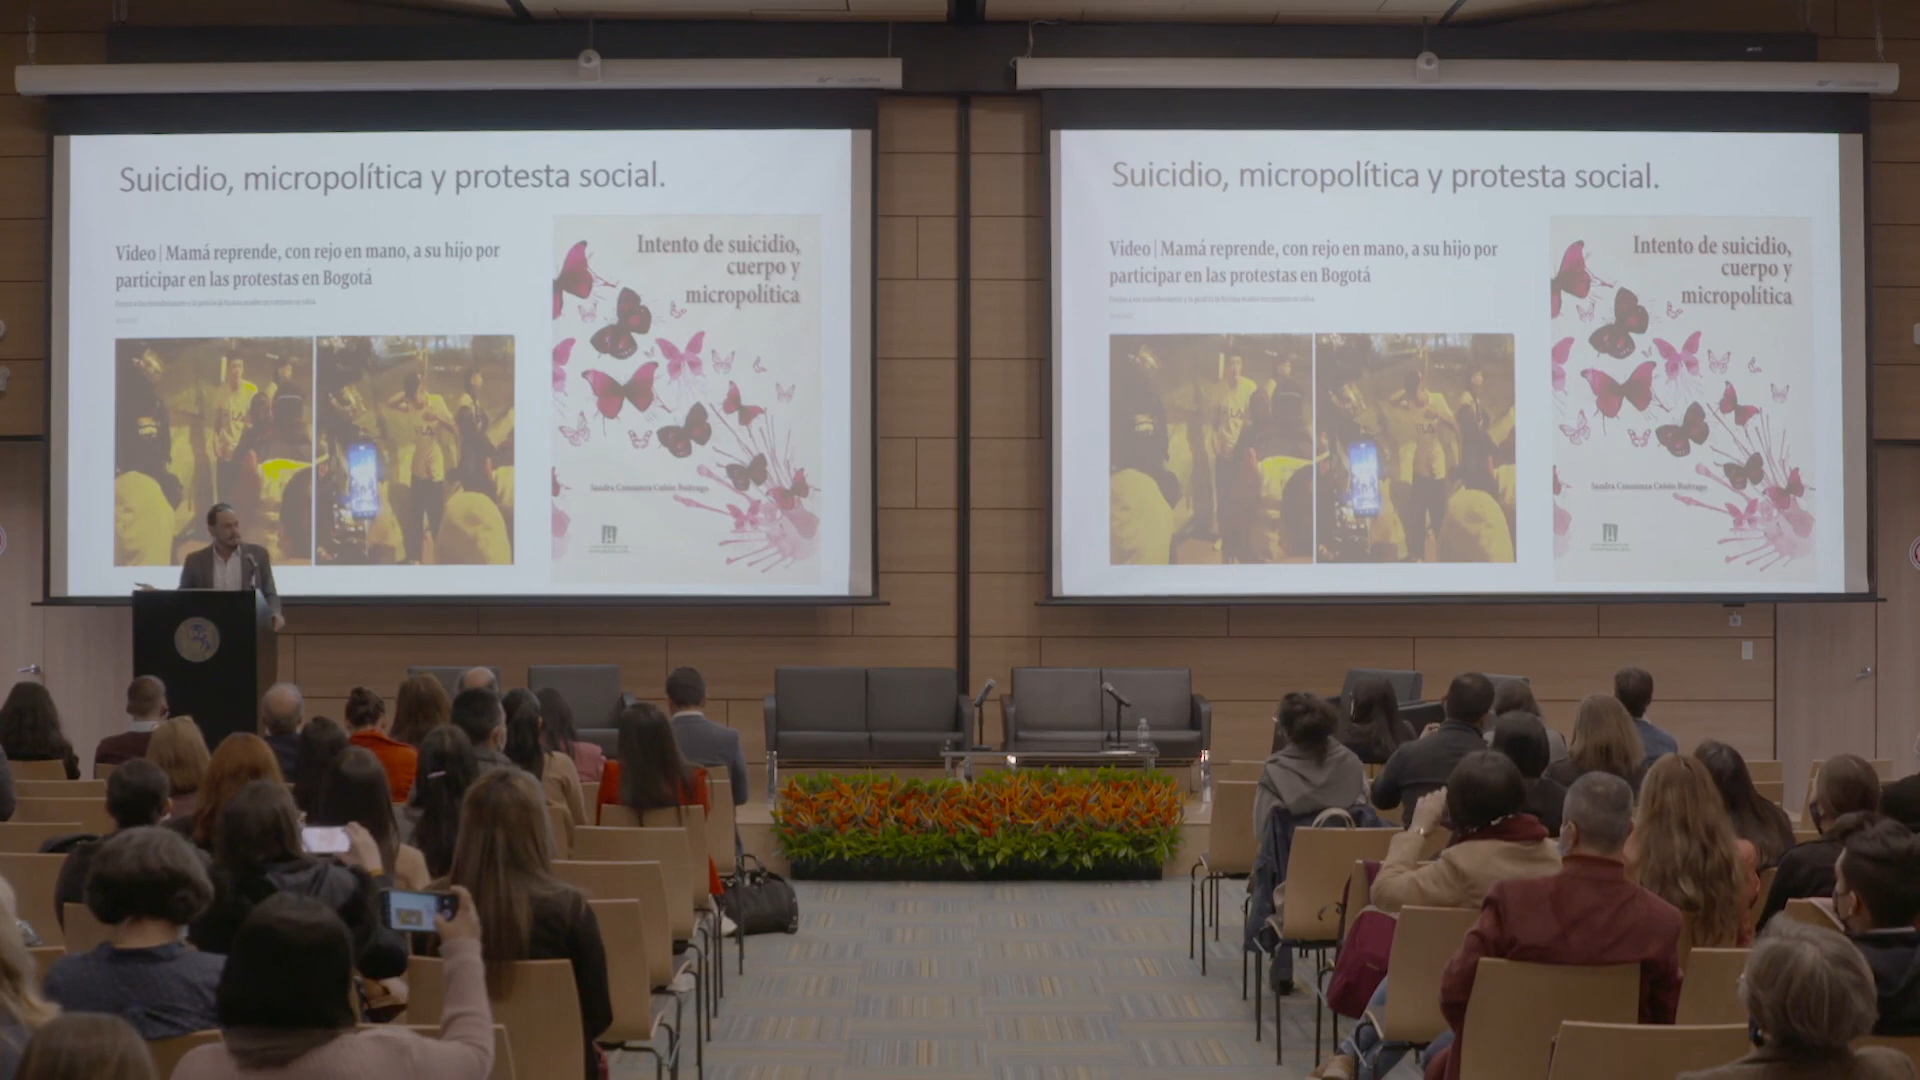 Suicidio, micropolítica y protesta social.
Video | Mamá reprende, con rejo en mano, a su hijo por
participar en las protestas en Bogotá
Intento de suicidio,
cuerpo y
micropolítica
Suicidio, micropolítica y protesta social.
Video | Mamá reprende, con rejo en mano, a su hijo por
participar en las protestas en Bogotá
Intento de suicidio,
cuerpo y
micropolítica